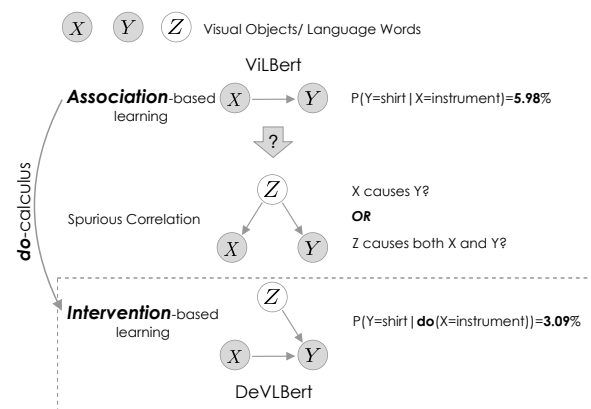 X Y Z Visual Objects/ Language Words
ViLBert
Association-based X Y P(Y=shirt|X=instrument)=5.98%
learning
?
Z X causes Y?
Spurious Correlation OR
X Y Z causes both X and Y?
do-calculus
Z
Intervention-based P(Y=shirt|do(X=instrument))=3.09%
learning
X Y
DeVLBert